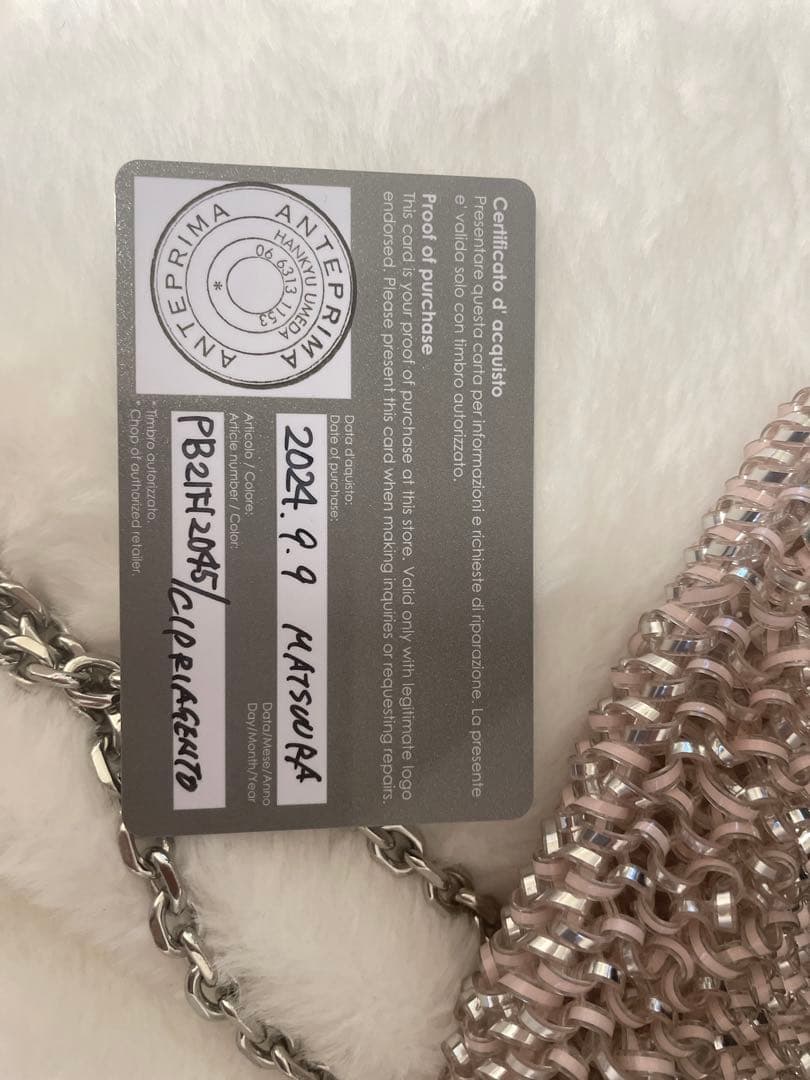 Certificato d' acquisto
Presentare questa carta per informazioni e richieste di riparazione. La presente
e' valida solo con timbro autorizzato.
Proof of purchase
This card is your proof of purchase at this store. Valid only with legitimate logo
endorsed. Please present this card when making inquiries or requesting repairs.
ANTEPRIMA
HANKYU UMEDA
06 6313 1153
*
ANTEPRIMA
Data d'aquisto:
Date of purchase:
2024. 9. 9 MATSUURA
Data/Mese/Anno
Day/Month/Year
Articolo / Colore:
Article number / Color:
PB21H2045/CIPRIAGENTO
* Timbro autorizzato.
* Chop of authorized retailer.